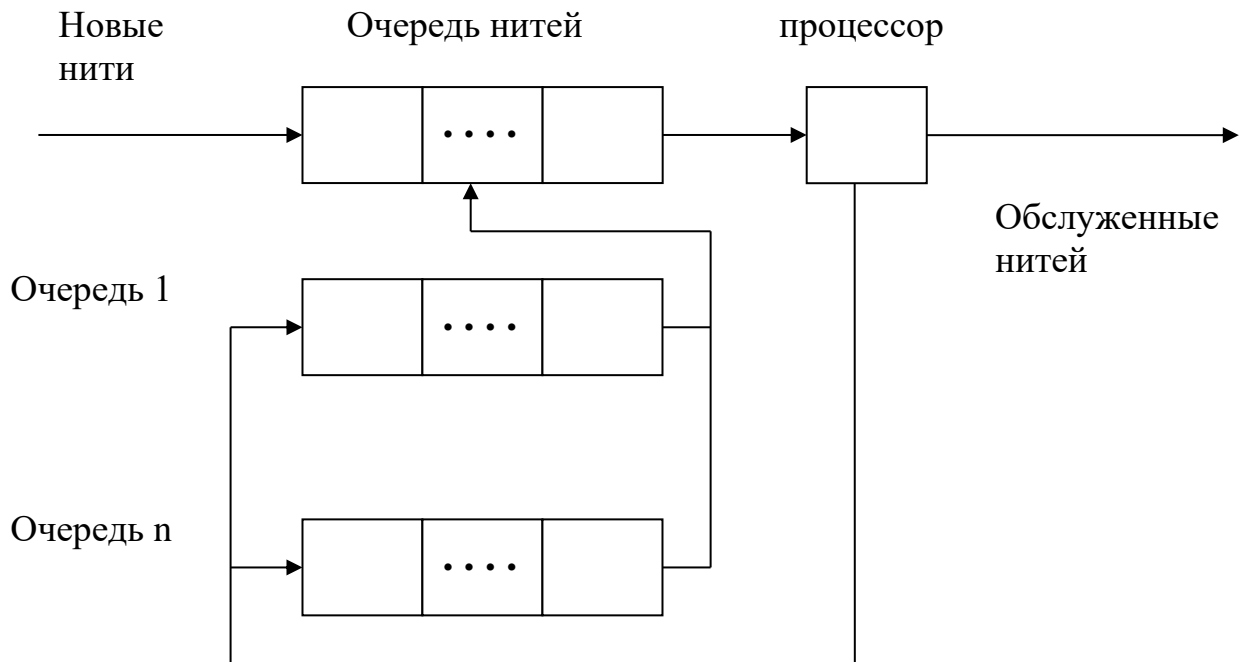 Новые
нити
Очередь нитей
процессор
Обслуженные
нитей
Очередь 1
Очередь n